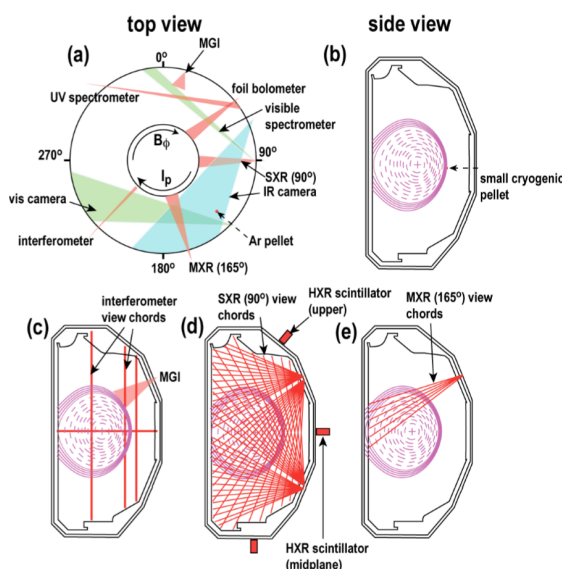 top view
side view
(a)
0°
MGI
UV spectrometer
foil bolometer
visible
spectrometer
Bϕ
270°
90°
Ip
SXR (90°)
IR camera
vis camera
interferometer
Ar pellet
180°
MXR (165°)
(b)
small cryogenic
pellet
(c)
interferometer
view chords
MGI
(d)
SXR (90°) view
chords
HXR scintillator
(upper)
HXR scintillator
(midplane)
(e)
MXR (165°) view
chords